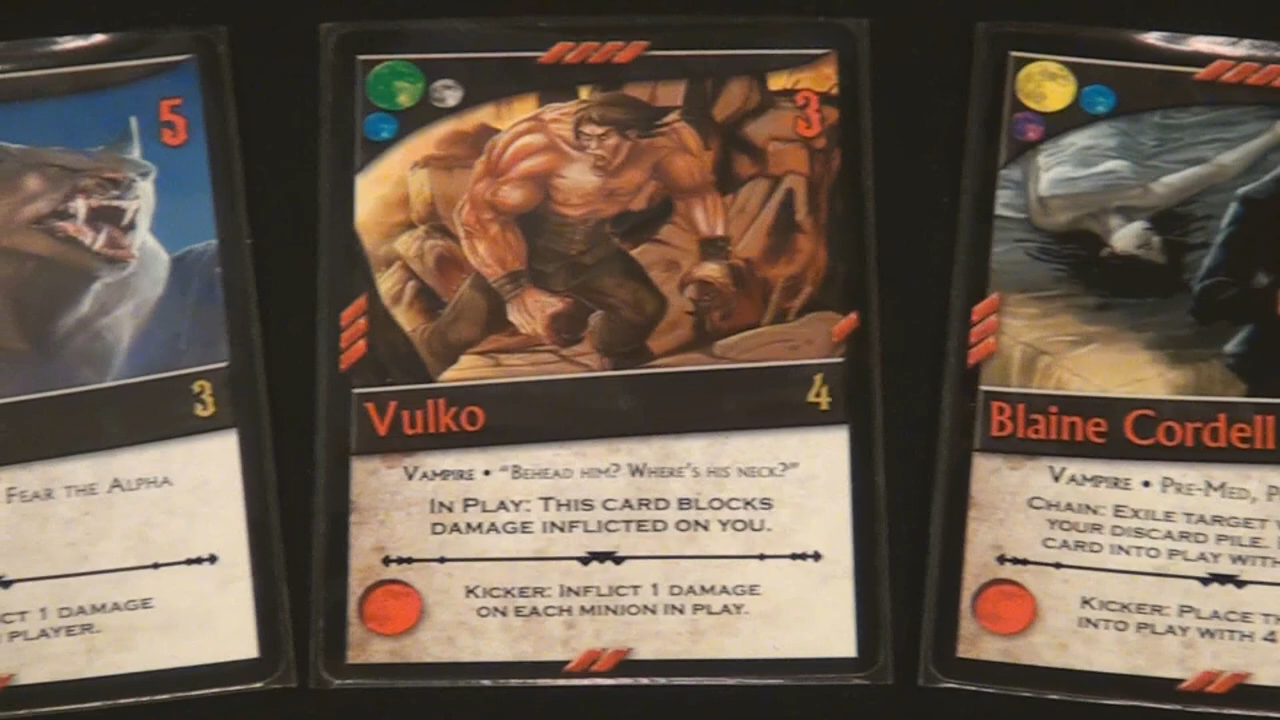 5
3
FEAR THE ALPHA
CT 1 DAMAGE
PLAYER.
3
Vulko
4
VAMPIRE • "BEHEAD HIM? WHERE'S HIS NECK?"
IN PLAY: THIS CARD BLOCKS
DAMAGE INFLICTED ON YOU.
KICKER: INFLICT 1 DAMAGE
ON EACH MINION IN PLAY.
Blaine Cordell
VAMPIRE • PRE-MED, P
CHAIN: EXILE TARGET
YOUR DISCARD PILE.
CARD INTO PLAY WITH
KICKER: PLACE TH
INTO PLAY WITH 4